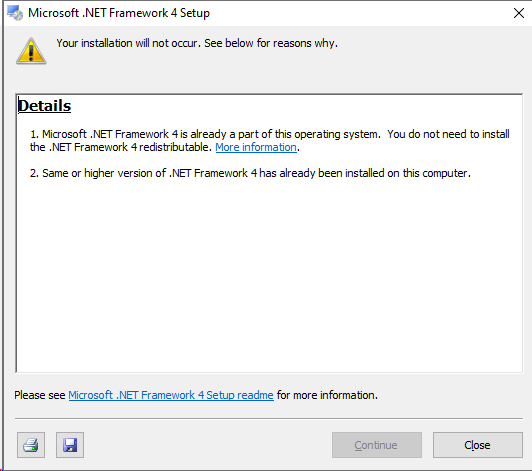 Microsoft .NET Framework 4 Setup
Your installation will not occur. See below for reasons why.
Details
1. Microsoft .NET Framework 4 is already a part of this operating system. You do not need to install
the .NET Framework 4 redistributable. More information.
2. Same or higher version of .NET Framework 4 has already been installed on this computer.
Please see Microsoft .NET Framework 4 Setup readme for more information.
Continue
Close